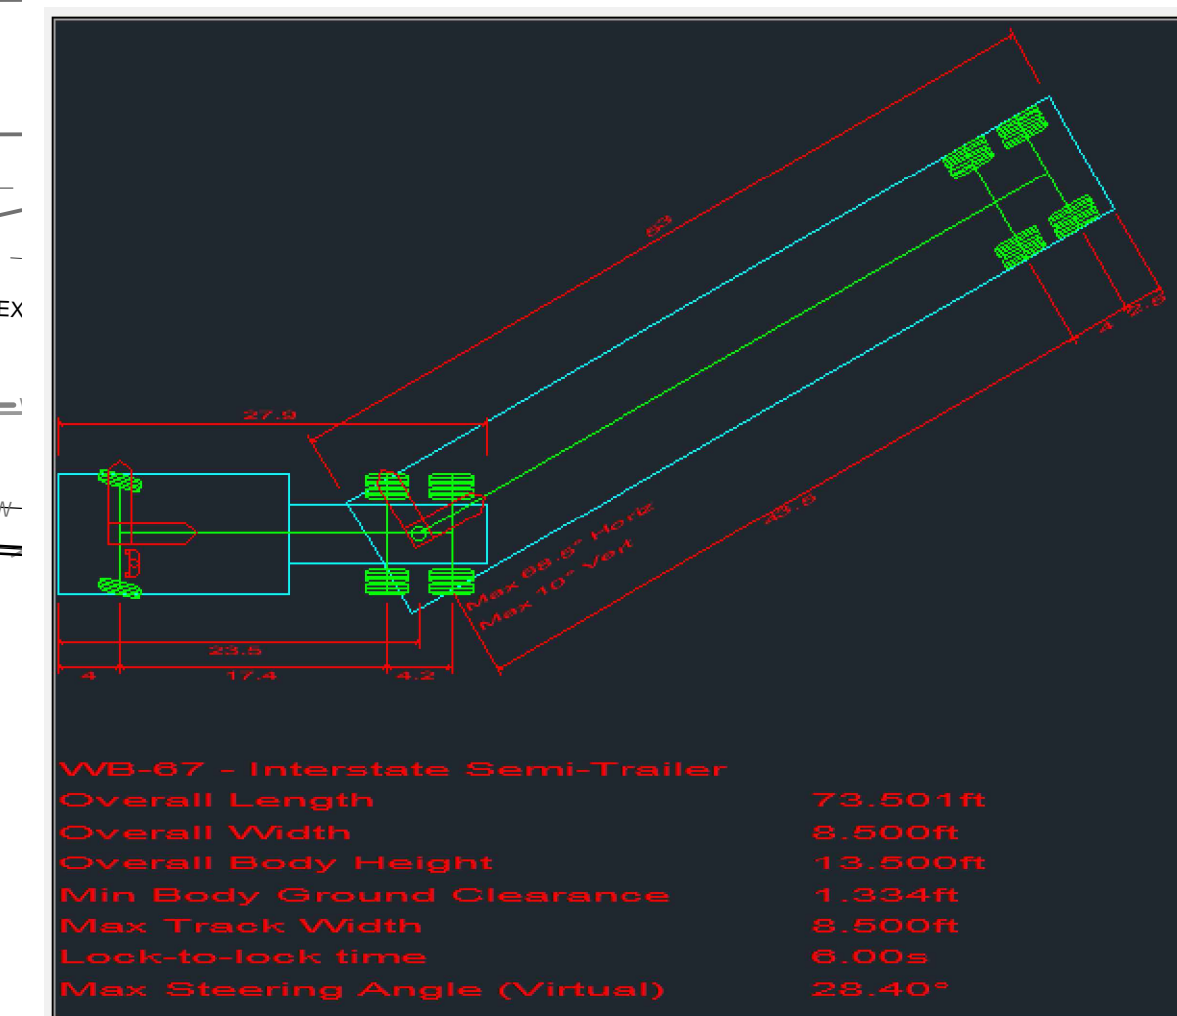 53
4 2.5
EX
27.9
W
43.5
Max 68.5° Horiz
Max 10° Vert
23.5
4 17.4 4.2
WB-67 - Interstate Semi-Trailer
Overall Length 73.501ft
Overall Width 8.500ft
Overall Body Height 13.500ft
Min Body Ground Clearance 1.334ft
Max Track Width 8.500ft
Lock-to-lock time 6.00s
Max Steering Angle (Virtual) 28.40°